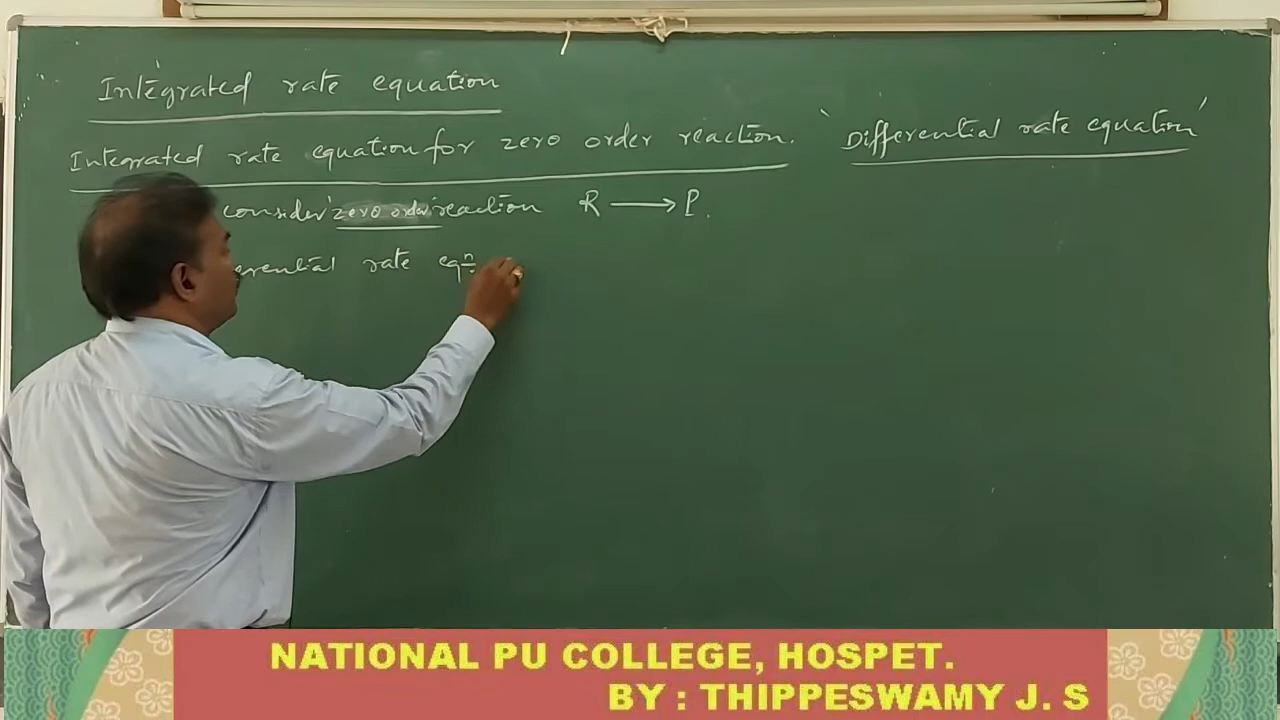 Integrated rate equation
Integrated rate equation for zero order reaction.
' Differential rate equation '
consider 'zero order' reaction R ⟶ P.
erential rate eqn
NATIONAL PU COLLEGE, HOSPET.
BY : THIPPESWAMY J. S